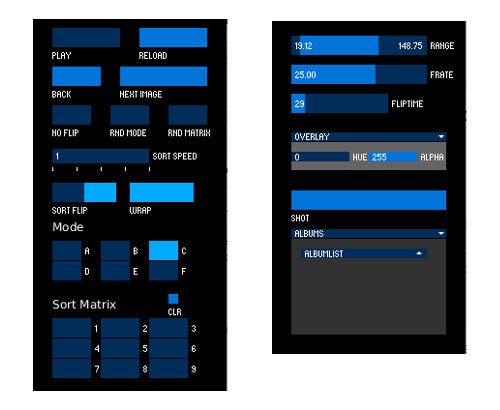 PLAY RELOAD
BACK NEXT IMAGE
NO FLIP RND MODE RND MATRIX
1 SORT SPEED
SORT FLIP WRAP
Mode
A B C
D E F
Sort Matrix CLR
1 2 3
4 5 6
7 8 9
19.12 148.75 RANGE
25.00 FRATE
29 FLIPTIME
OVERLAY
0 HUE 255 ALPHA
SHOT
ALBUMS
ALBUMLIST